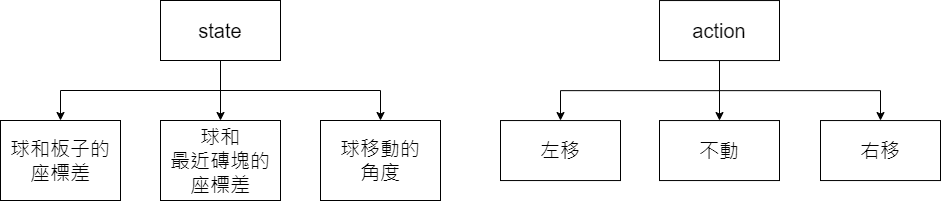 state
action
球和板子的
座標差
球和
最近磚塊的
座標差
球移動的
角度
左移
不動
右移